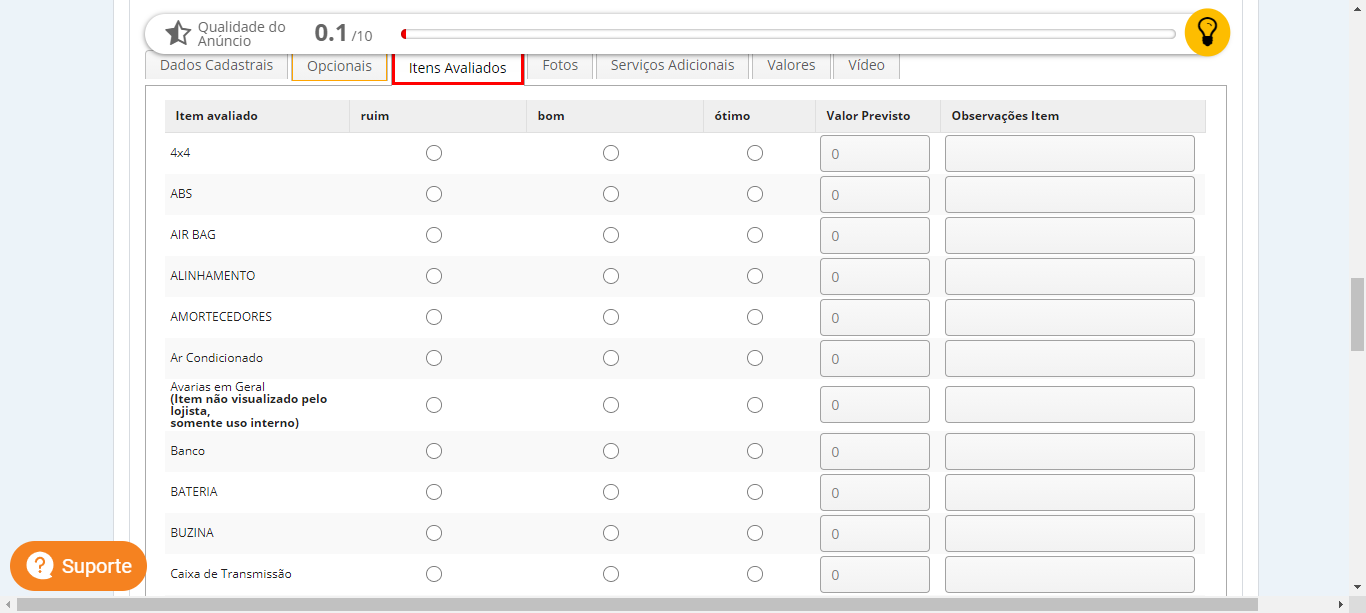 Qualidade do
Anúncio
0.1 /10
Dados Cadastrais Opcionais Itens Avaliados Fotos Serviços Adicionais Valores Vídeo
Item avaliado ruim bom ótimo Valor Previsto Observações Item
4x4 0
ABS 0
AIR BAG 0
ALINHAMENTO 0
AMORTECEDORES 0
Ar Condicionado 0
Avarias em Geral
(Item não visualizado pelo
lojista,
somente uso interno) 0
Banco 0
BATERIA 0
BUZINA 0
Caixa de Transmissão 0
? Suporte